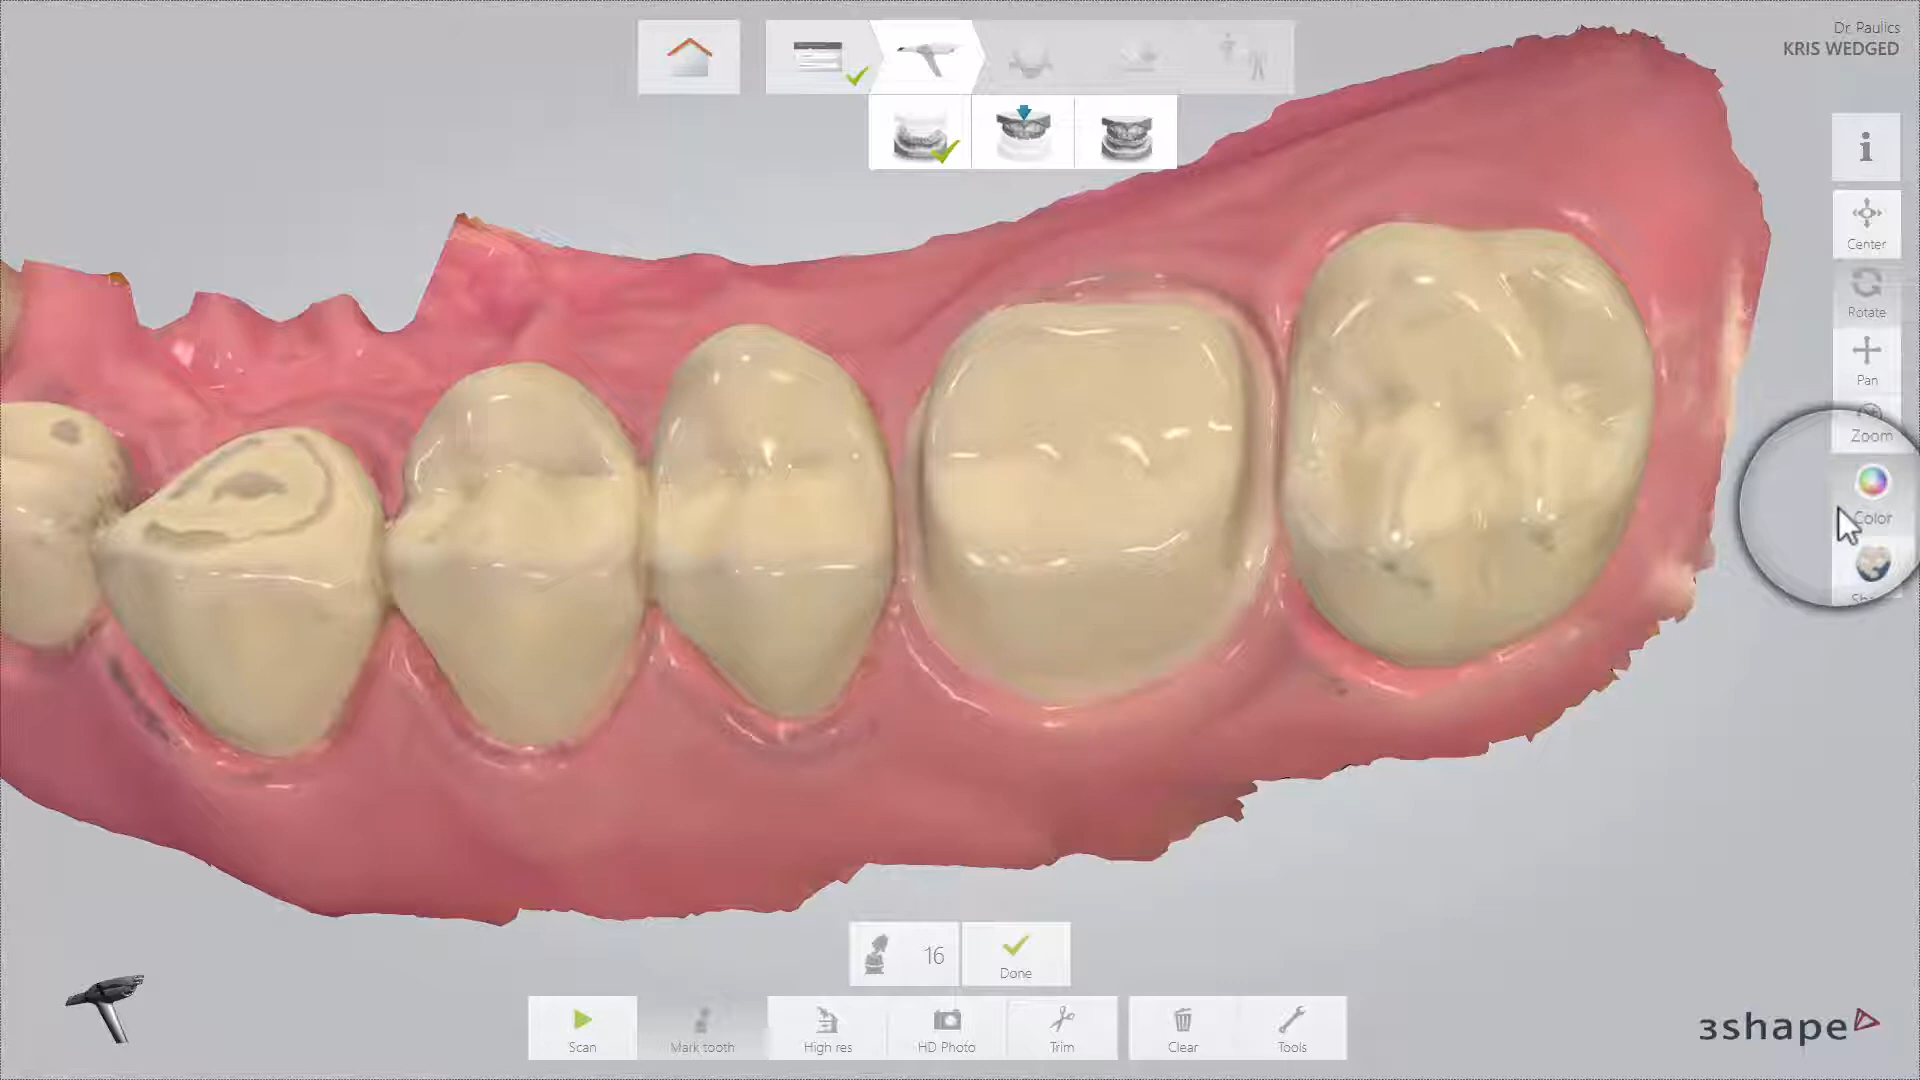 Dr. Paulics
KRIS WEDGED
i
Center
Rotate
Pan
Zoom
Color
16
Done
Scan
Mark tooth
High res
HD Photo
Trim
Clear
Tools
3shape